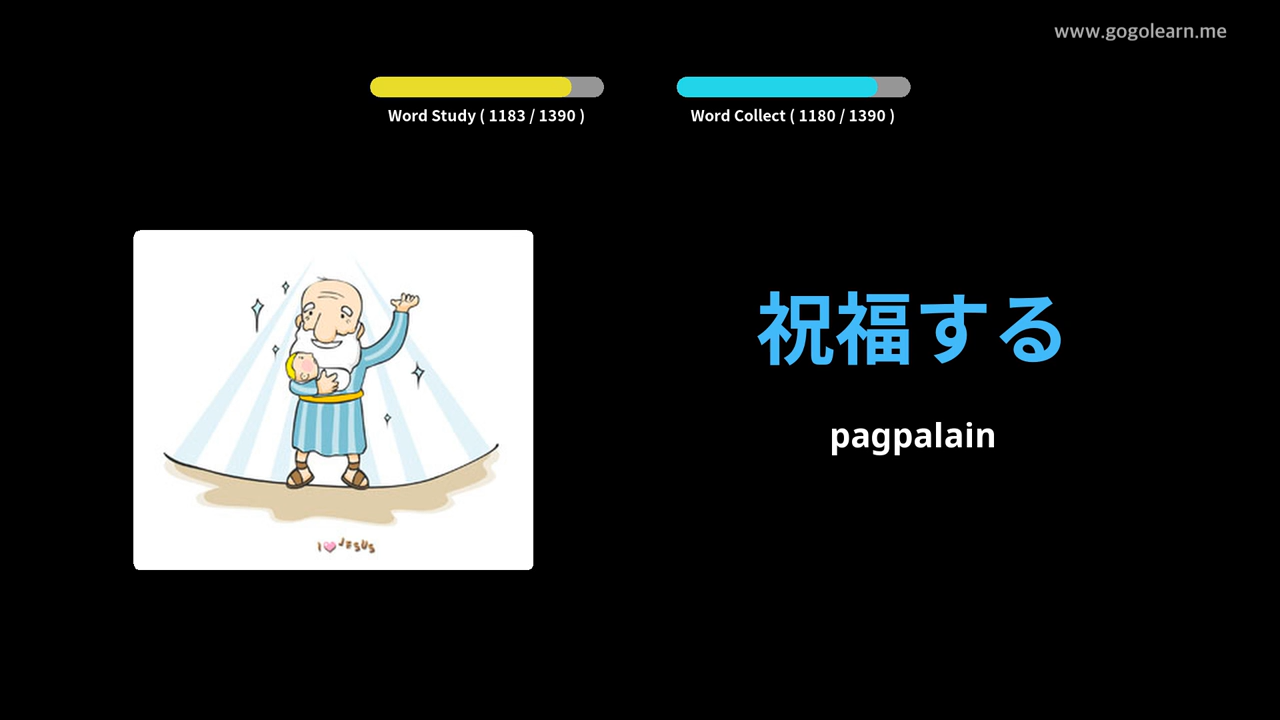 www.gogolearn.me
Word Study ( 1183 / 1390 )
Word Collect ( 1180 / 1390 )
祝福する
pagpalain
I JESUS